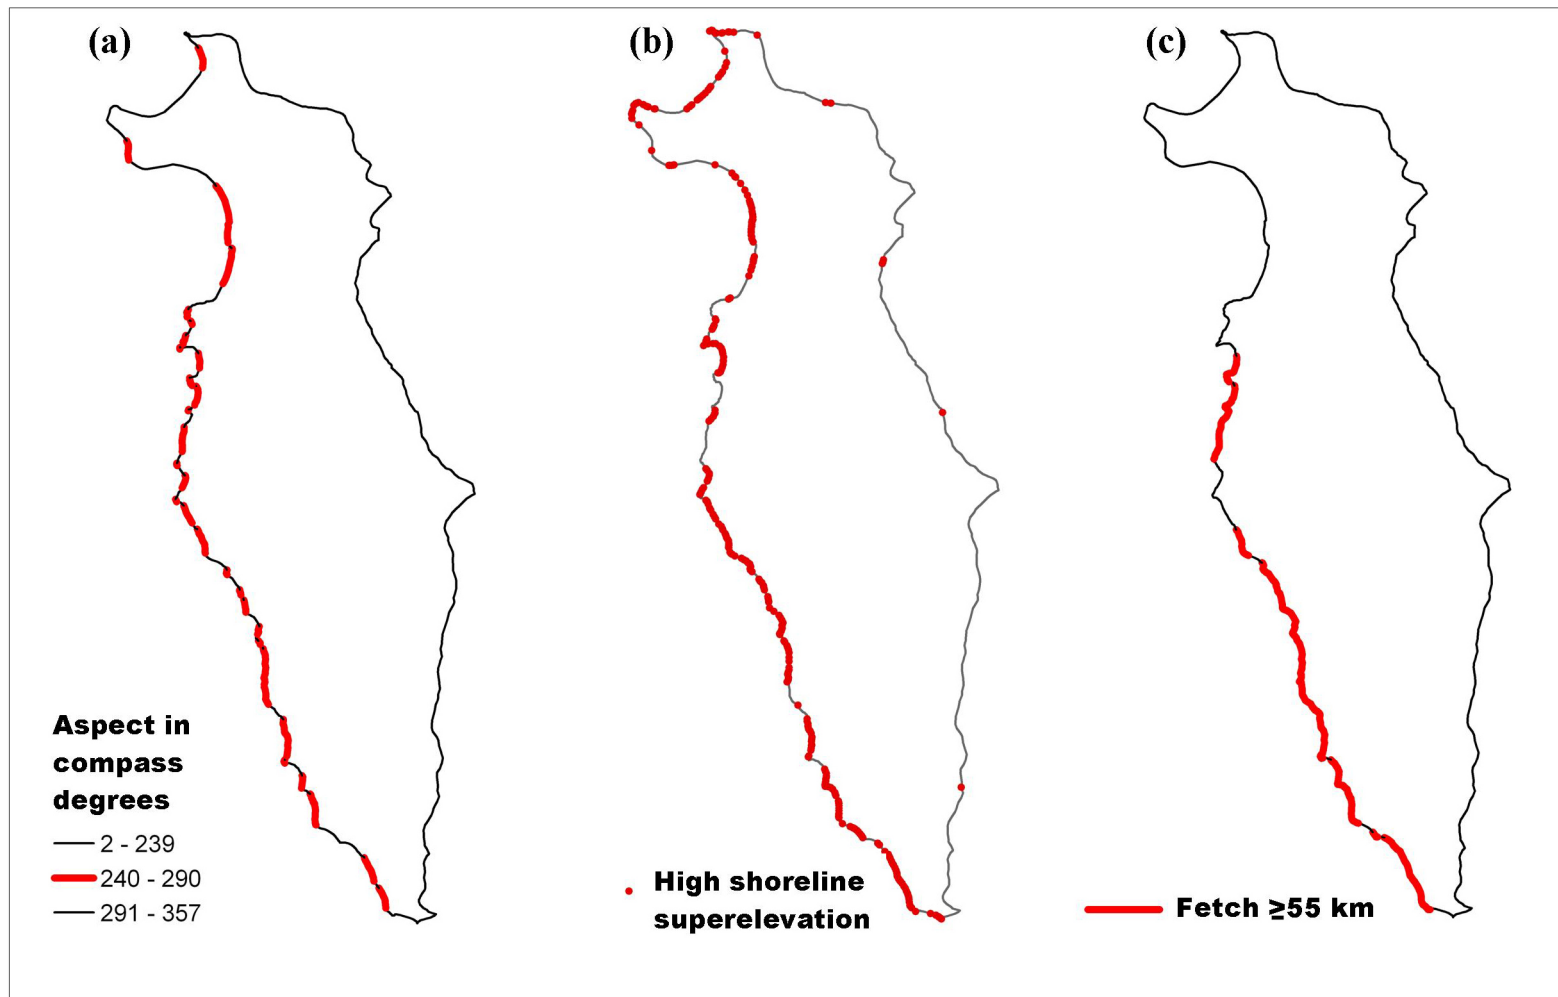 (a)
(b)
(c)
Aspect in
compass
degrees
2 - 239
240 - 290
291 - 357
High shoreline
superelevation
Fetch ≥55 km